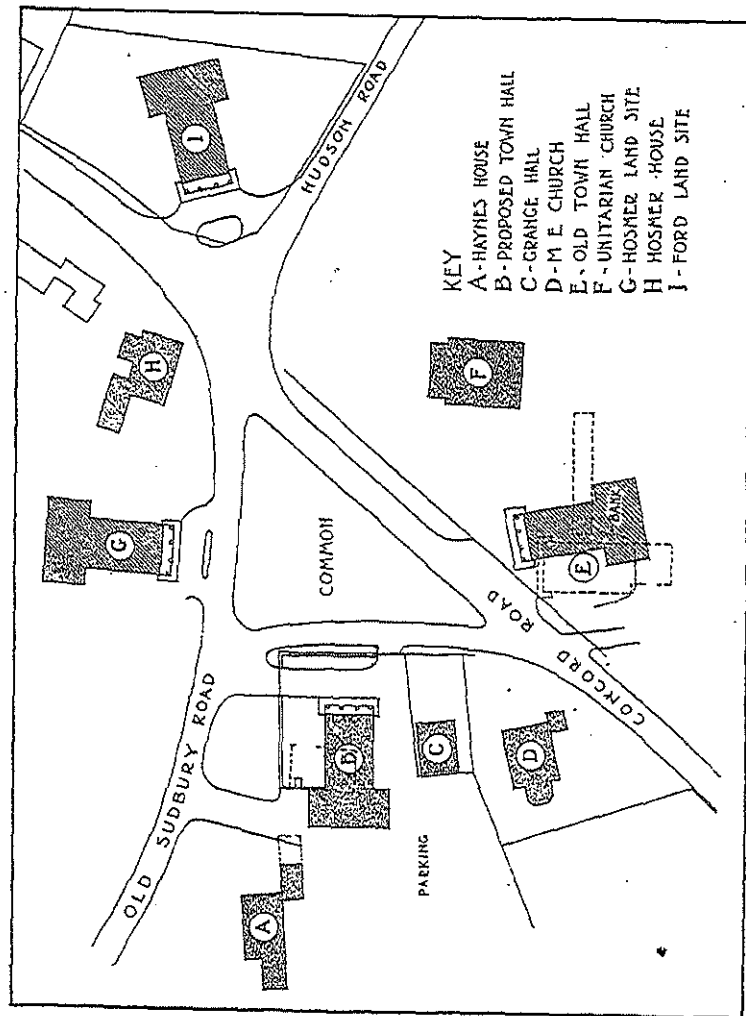 OLD SUDBURY ROAD
HUDSON ROAD
CONCORD ROAD
COMMON
PARKING
BANK
A
B
C
D
E
F
G
H
I
KEY
A-HAYNES HOUSE
B-PROPOSED TOWN HALL
C-GRANGE HALL
D-M E CHURCH
E-OLD TOWN HALL
F-UNITARIAN CHURCH
G-HOSMER LAND SITE
H HOSMER HOUSE
J-FORD LAND SITE